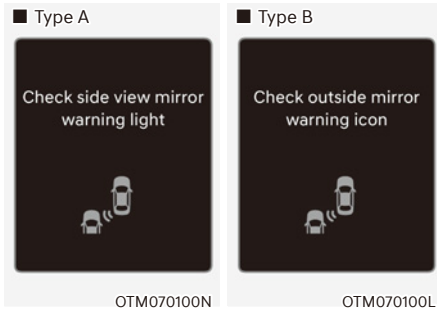 ■ Type A
Check side view mirror
warning light
OTM070100N
■ Type B
Check outside mirror
warning icon
OTM070100L